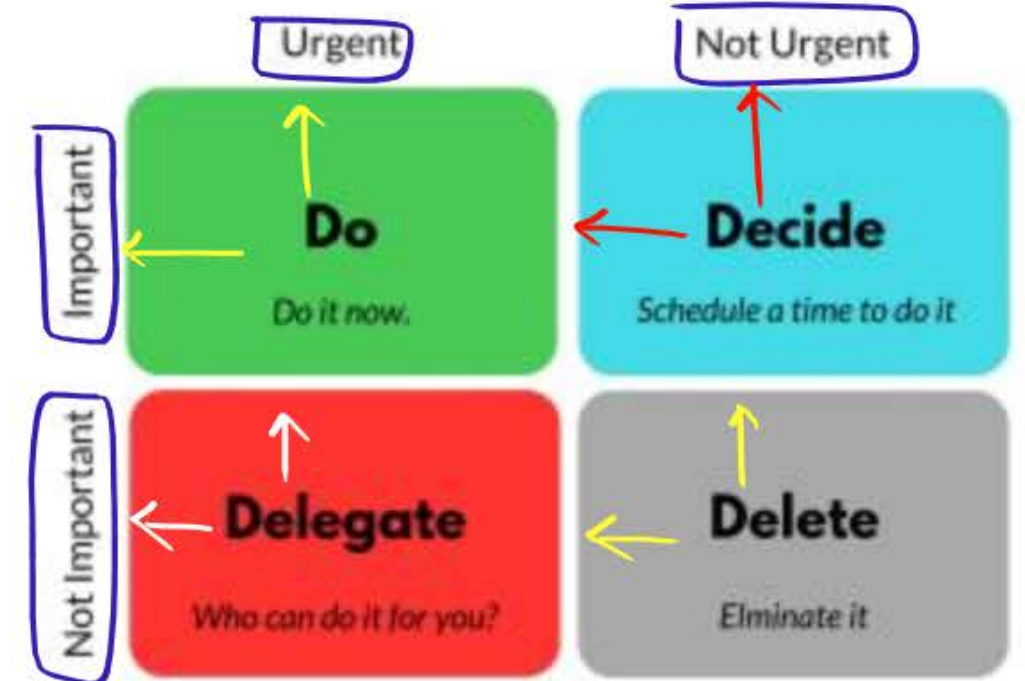 Urgent
Not Urgent
Important
Do
Do it now.
Decide
Schedule a time to do it
Not Important
Delegate
Who can do it for you?
Delete
Elminate it